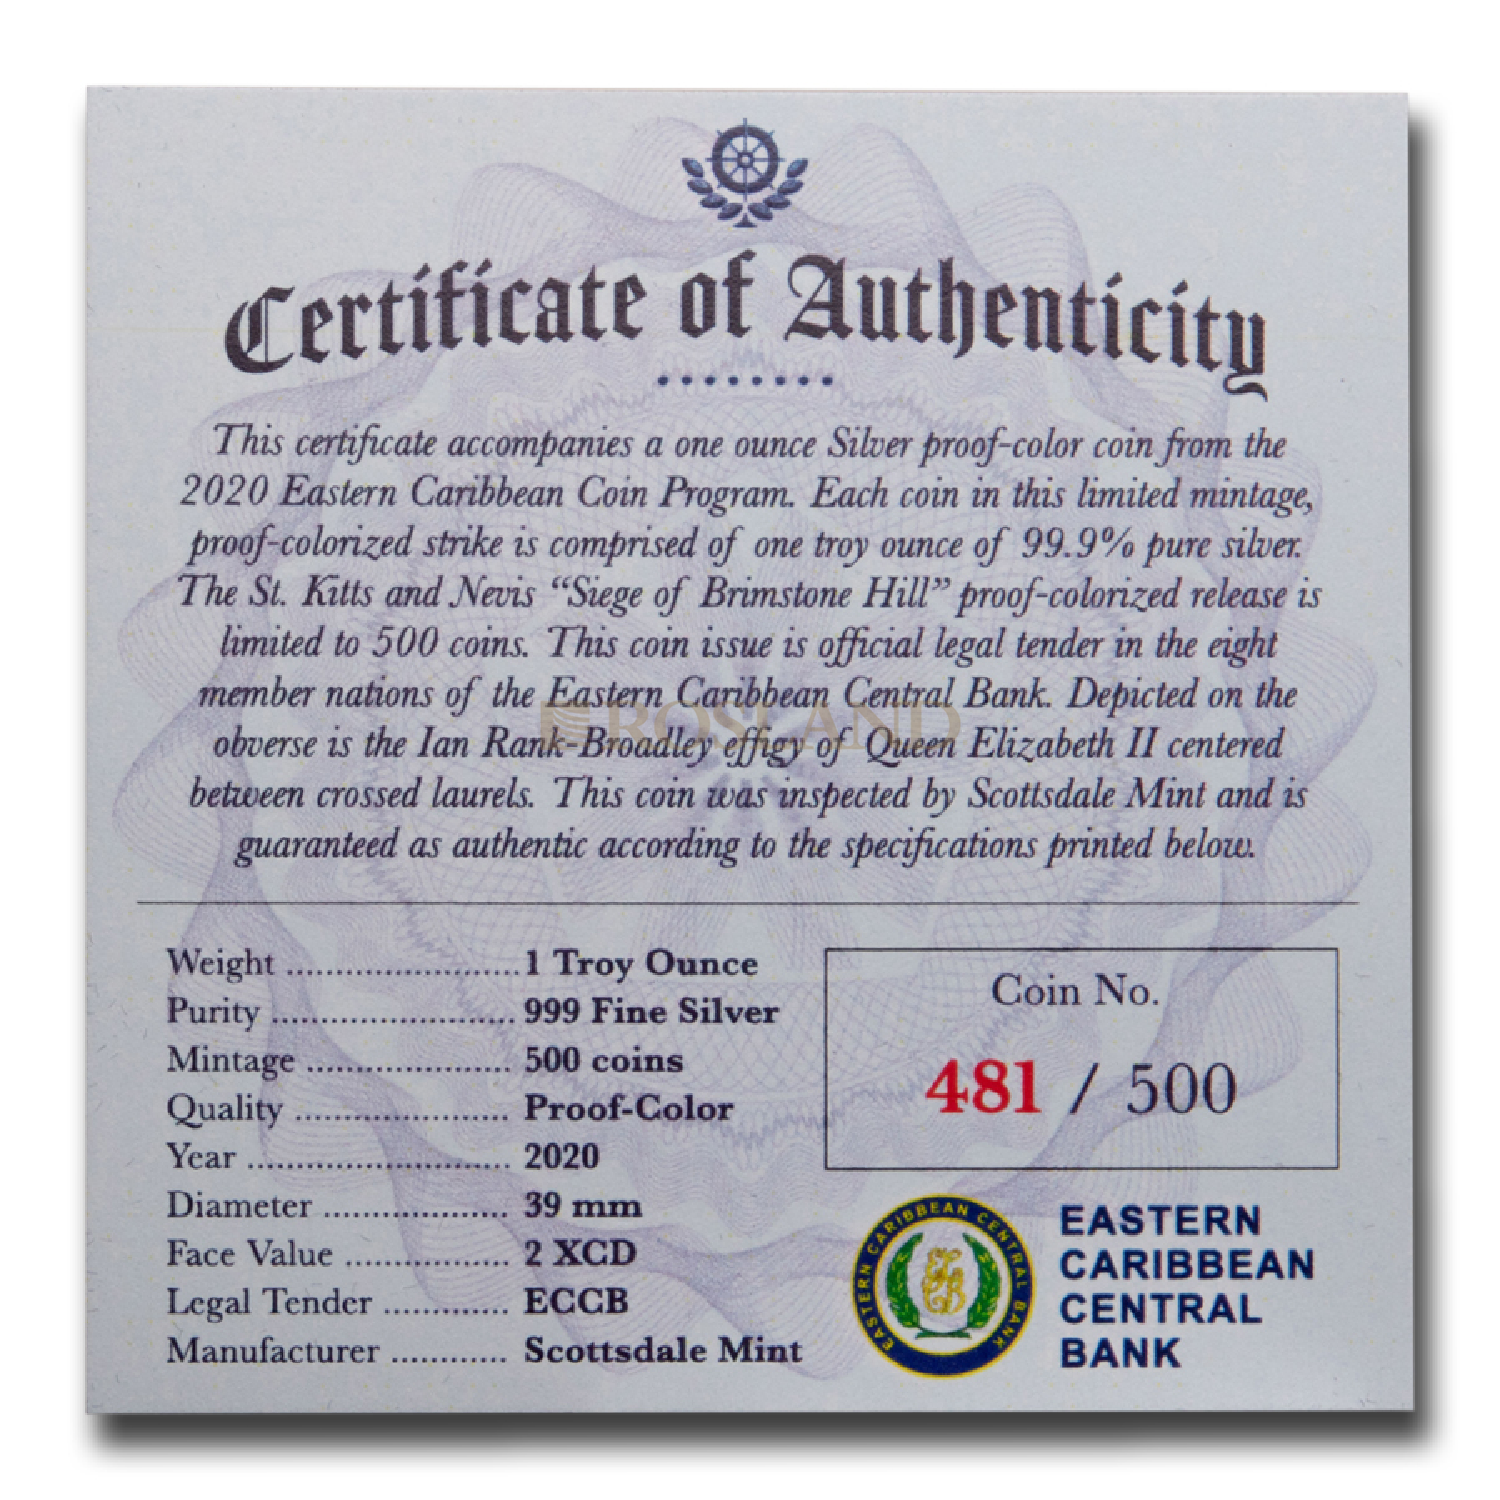 Certificate of Authenticity
This certificate accompanies a one ounce Silver proof-color coin from the
2020 Eastern Caribbean Coin Program. Each coin in this limited mintage,
proof-colorized strike is comprised of one troy ounce of 99.9% pure silver.
The St. Kitts and Nevis “Siege of Brimstone Hill” proof-colorized release is
limited to 500 coins. This coin issue is official legal tender in the eight
member nations of the Eastern Caribbean Central Bank. Depicted on the
ROSLAND
obverse is the Ian Rank-Broadley effigy of Queen Elizabeth II centered
between crossed laurels. This coin was inspected by Scottsdale Mint and is
guaranteed as authentic according to the specifications printed below.
Weight ........................ 1 Troy Ounce
Purity ......................... 999 Fine Silver
Mintage ..................... 500 coins
Quality ...................... Proof-Color
Year ........................... 2020
Diameter ................... 39 mm
Face Value ................. 2 XCD
Legal Tender ............. ECCB
Manufacturer ............ Scottsdale Mint
Coin No.
481 / 500
EASTERN CARIBBEAN CENTRAL BANK
EASTERN
CARIBBEAN
CENTRAL
BANK